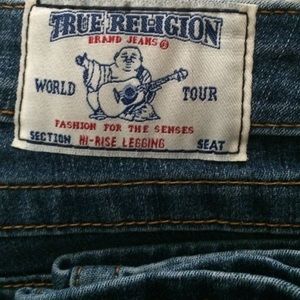 TRUE RELIGION
BRAND JEANS ®
WORLD TOUR
FASHION FOR THE SENSES
SECTION HI-RISE LEGGING SEAT